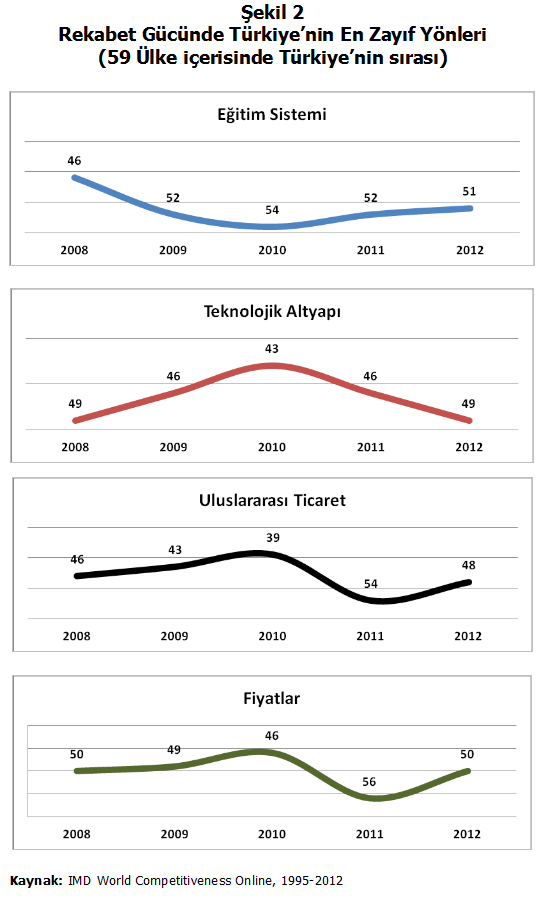 Şekil 2
Rekabet Gücünde Türkiye’nin En Zayıf Yönleri
(59 Ülke içerisinde Türkiye’nin sırası)
Eğitim Sistemi
46 52 54 52 51
2008 2009 2010 2011 2012
Teknolojik Altyapı
49 46 43 46 49
2008 2009 2010 2011 2012
Uluslararası Ticaret
46 43 39 54 48
2008 2009 2010 2011 2012
Fiyatlar
50 49 46 56 50
2008 2009 2010 2011 2012
Kaynak: IMD World Competitiveness Online, 1995-2012